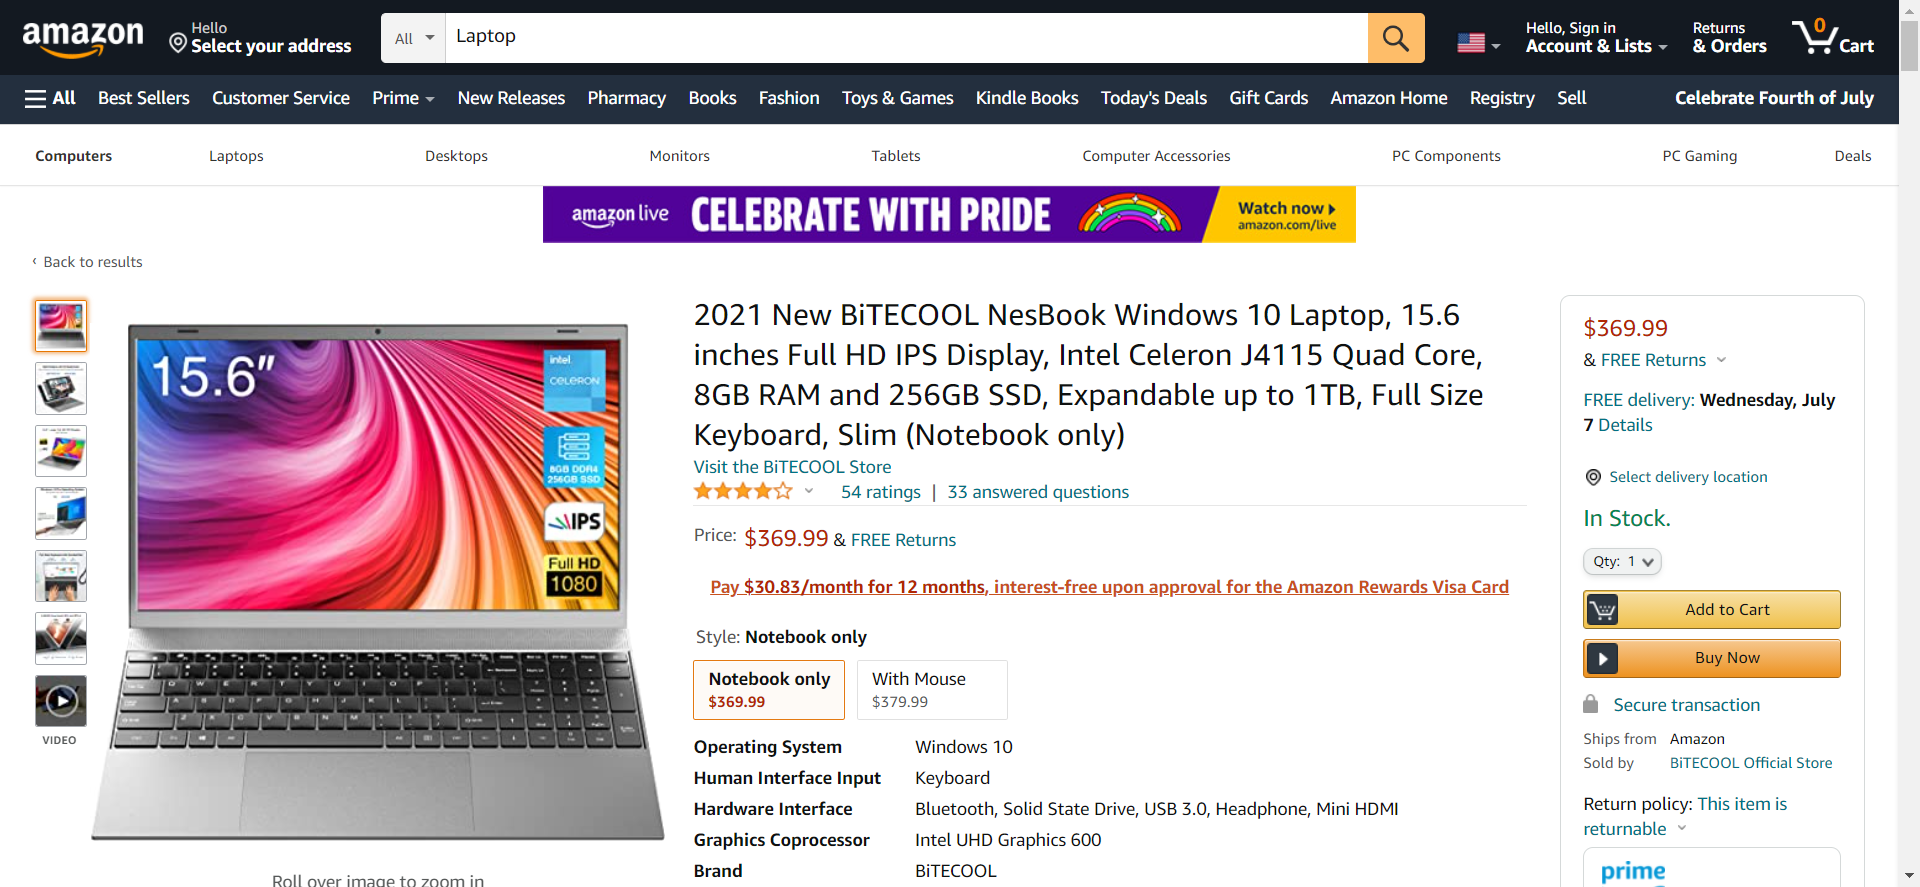 amazon
Hello
Select your address
All
Laptop
Hello, Sign in
Account & Lists
Returns
& Orders
0
Cart
All
Best Sellers
Customer Service
Prime
New Releases
Pharmacy
Books
Fashion
Toys & Games
Kindle Books
Today's Deals
Gift Cards
Amazon Home
Registry
Sell
Celebrate Fourth of July
Computers
Laptops
Desktops
Monitors
Tablets
Computer Accessories
PC Components
PC Gaming
Deals
amazon live
CELEBRATE WITH PRIDE
Watch now
amazon.com/live
‹ Back to results
15.6"
intel
CELERON
8GB DDR4
256GB SSD
IPS
Full HD
1080
VIDEO
Roll over image to zoom in
2021 New BiTECOOL NesBook Windows 10 Laptop, 15.6
inches Full HD IPS Display, Intel Celeron J4115 Quad Core,
8GB RAM and 256GB SSD, Expandable up to 1TB, Full Size
Keyboard, Slim (Notebook only)
Visit the BiTECOOL Store
54 ratings | 33 answered questions
Price: $369.99 & FREE Returns
Pay $30.83/month for 12 months, interest-free upon approval for the Amazon Rewards Visa Card
Style: Notebook only
Notebook only
$369.99
With Mouse
$379.99
Operating System Windows 10
Human Interface Input Keyboard
Hardware Interface Bluetooth, Solid State Drive, USB 3.0, Headphone, Mini HDMI
Graphics Coprocessor Intel UHD Graphics 600
Brand BiTECOOL
$369.99
& FREE Returns
FREE delivery: Wednesday, July
7 Details
Select delivery location
In Stock.
Qty: 1
Add to Cart
Buy Now
Secure transaction
Ships from Amazon
Sold by BiTECOOL Official Store
Return policy: This item is
returnable
prime